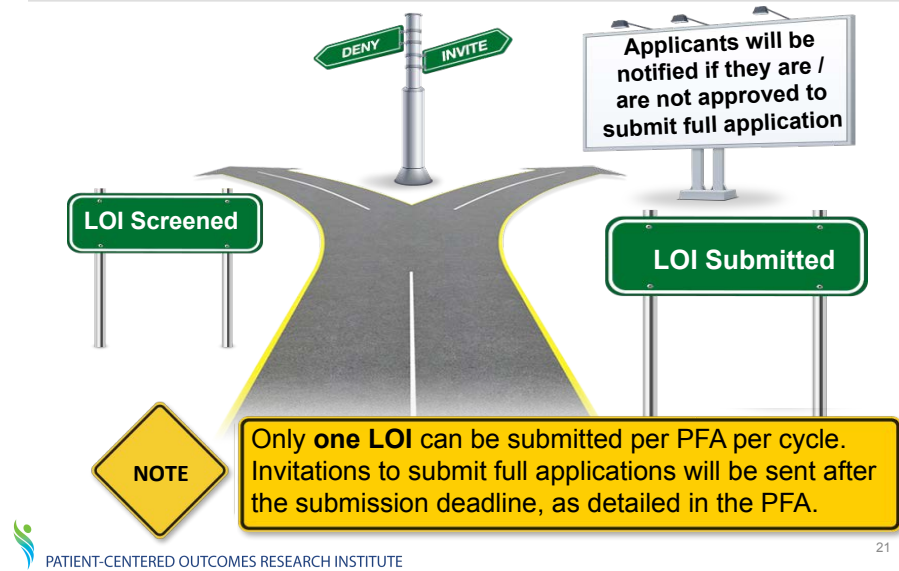 DENY
INVITE
Applicants will be
notified if they are /
are not approved to
submit full application
LOI Screened
LOI Submitted
NOTE
Only one LOI can be submitted per PFA per cycle.
Invitations to submit full applications will be sent after
the submission deadline, as detailed in the PFA.
PATIENT-CENTERED OUTCOMES RESEARCH INSTITUTE
21